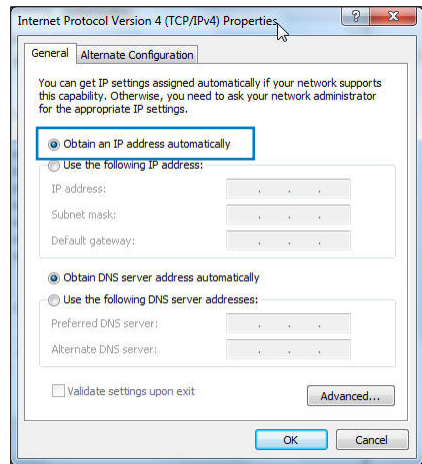 Internet Protocol Version 4 (TCP/IPv4) Properties
General
Alternate Configuration
You can get IP settings assigned automatically if your network supports
this capability. Otherwise, you need to ask your network administrator
for the appropriate IP settings.
Obtain an IP address automatically
Use the following IP address:
IP address:
Subnet mask:
Default gateway:
Obtain DNS server address automatically
Use the following DNS server addresses:
Preferred DNS server:
Alternate DNS server:
Validate settings upon exit
Advanced...
OK
Cancel